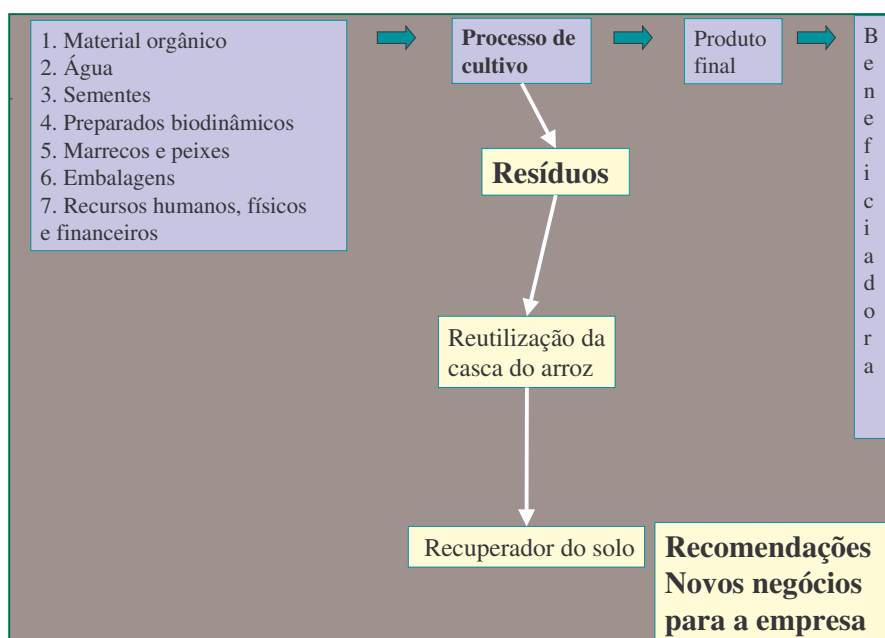 1. Material orgânico
2. Água
3. Sementes
4. Preparados biodinâmicos
5. Marrecos e peixes
6. Embalagens
7. Recursos humanos, físicos
e financeiros
Processo de
cultivo
Produto
final
B
e
n
e
f
i
c
i
a
d
o
r
a
Resíduos
Reutilização da
casca do arroz
Recuperador do solo
Recomendações
Novos negócios
para a empresa